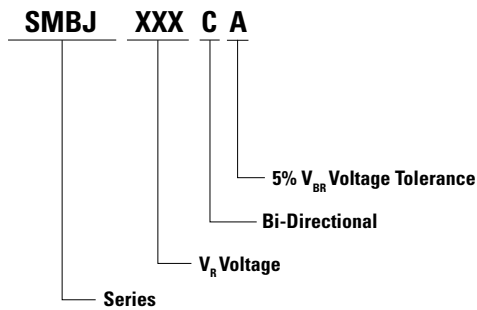 SMBJ XXX C A
5% VBR Voltage Tolerance
Bi-Directional
VR Voltage
Series